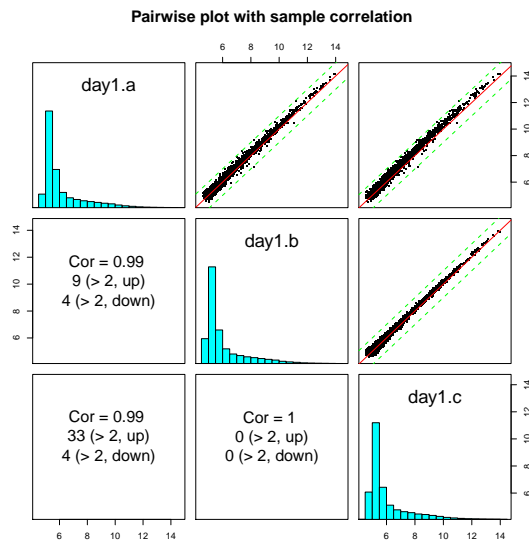 Pairwise plot with sample correlation
6 8 10 12 14
day1.a
6 8 10 12 14
6 8 10 12 14
Cor = 0.99
9 (> 2, up)
4 (> 2, down)
day1.b
Cor = 0.99
33 (> 2, up)
4 (> 2, down)
Cor = 1
0 (> 2, up)
0 (> 2, down)
day1.c
6 8 10 12 14
6 8 10 12 14
6 8 10 12 14